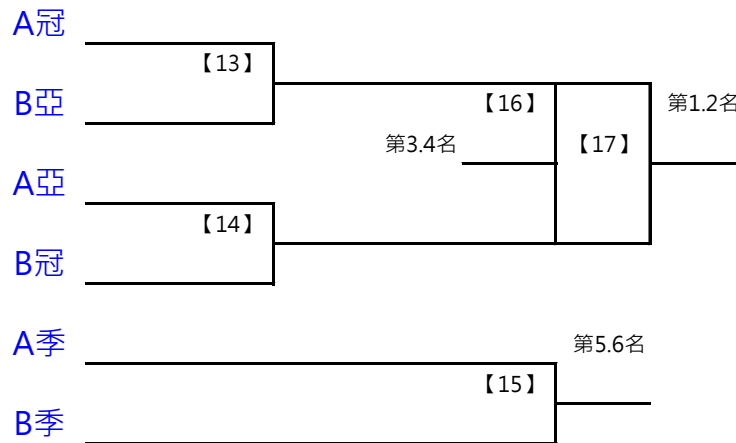 A冠
【13】
B亞
【16】
第1.2名
第3.4名
【17】
A亞
【14】
B冠
A季
第5.6名
【15】
B季